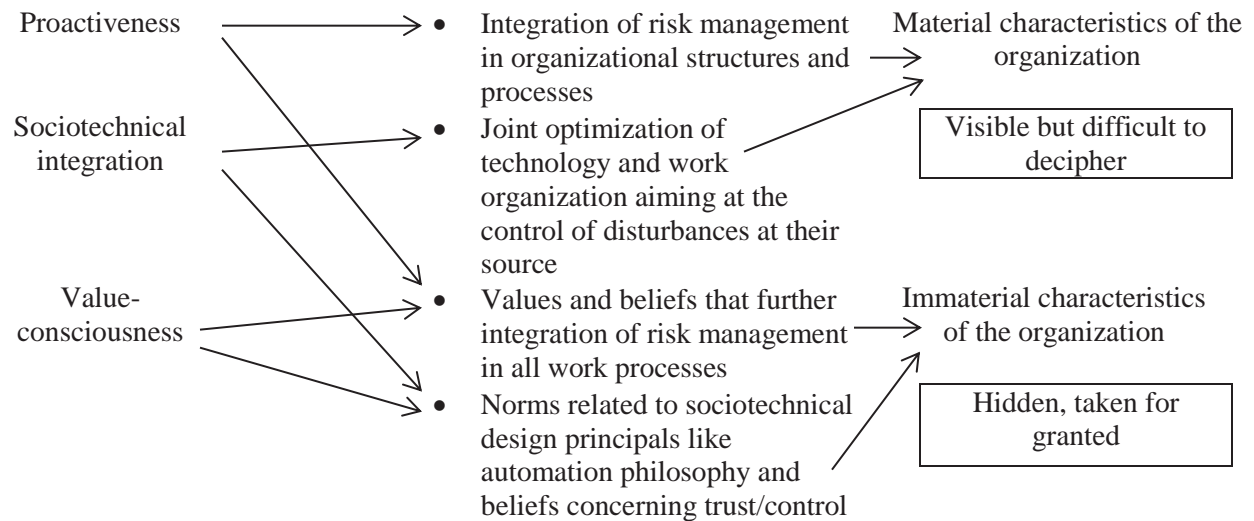 Proactiveness
Sociotechnical
integration
Value-
consciousness
• Integration of risk management
in organizational structures and
processes
• Joint optimization of
technology and work
organization aiming at the
control of disturbances at their
source
• Values and beliefs that further
integration of risk management
in all work processes
• Norms related to sociotechnical
design principals like
automation philosophy and
beliefs concerning trust/control
Material characteristics of the
organization
Visible but difficult to
decipher
Immaterial characteristics
of the organization
Hidden, taken for
granted